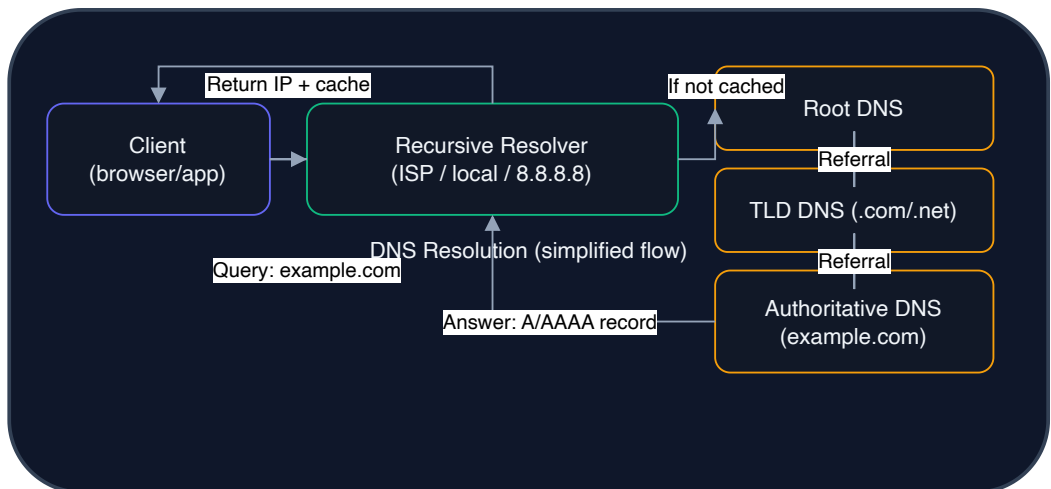 Return IP + cache
If not cached
Client
(browser/app)
Recursive Resolver
(ISP / local / 8.8.8.8)
Root DNS
Referral
TLD DNS (.com/.net)
DNS Resolution (simplified flow)
Query: example.com
Referral
Answer: A/AAAA record
Authoritative DNS
(example.com)